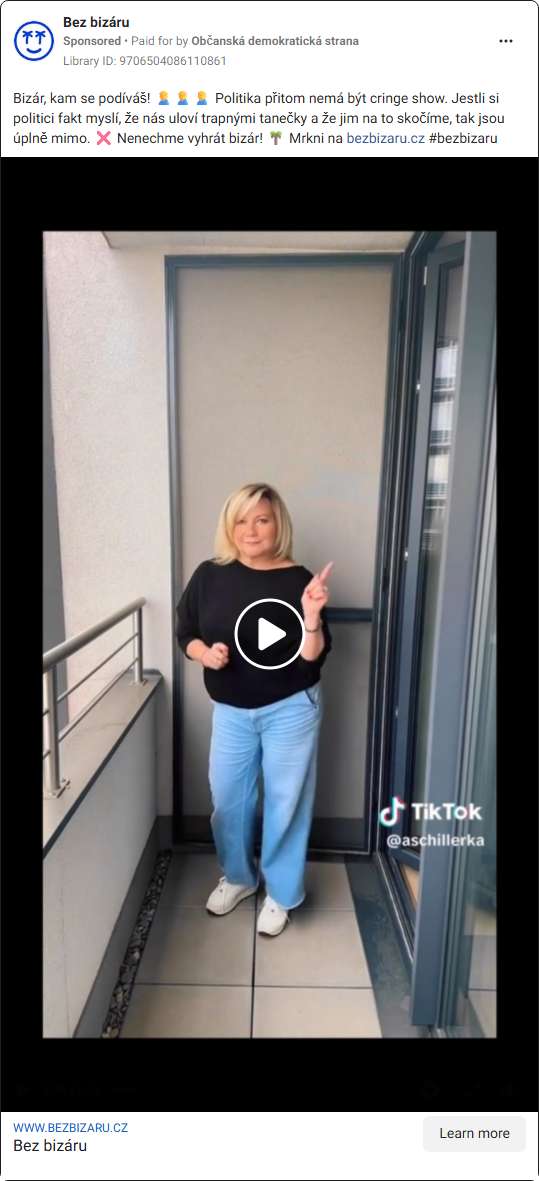 Bez bizáru
Sponsored • Paid for by Občanská demokratická strana
Library ID: 9706504086110861
Bizár, kam se podíváš! 🤦 🤦 🤦 Politika přitom nemá být cringe show. Jestli si
politici fakt myslí, že nás uloví trapnými tanečky a že jim na to skočíme, tak jsou
úplně mimo. ❌ Nenechme vyhrát bizár! 🌴 Mrkni na bezbizaru.cz #bezbizaru
TikTok
@aschillerka
WWW.BEZBIZARU.CZ
Bez bizáru
Learn more